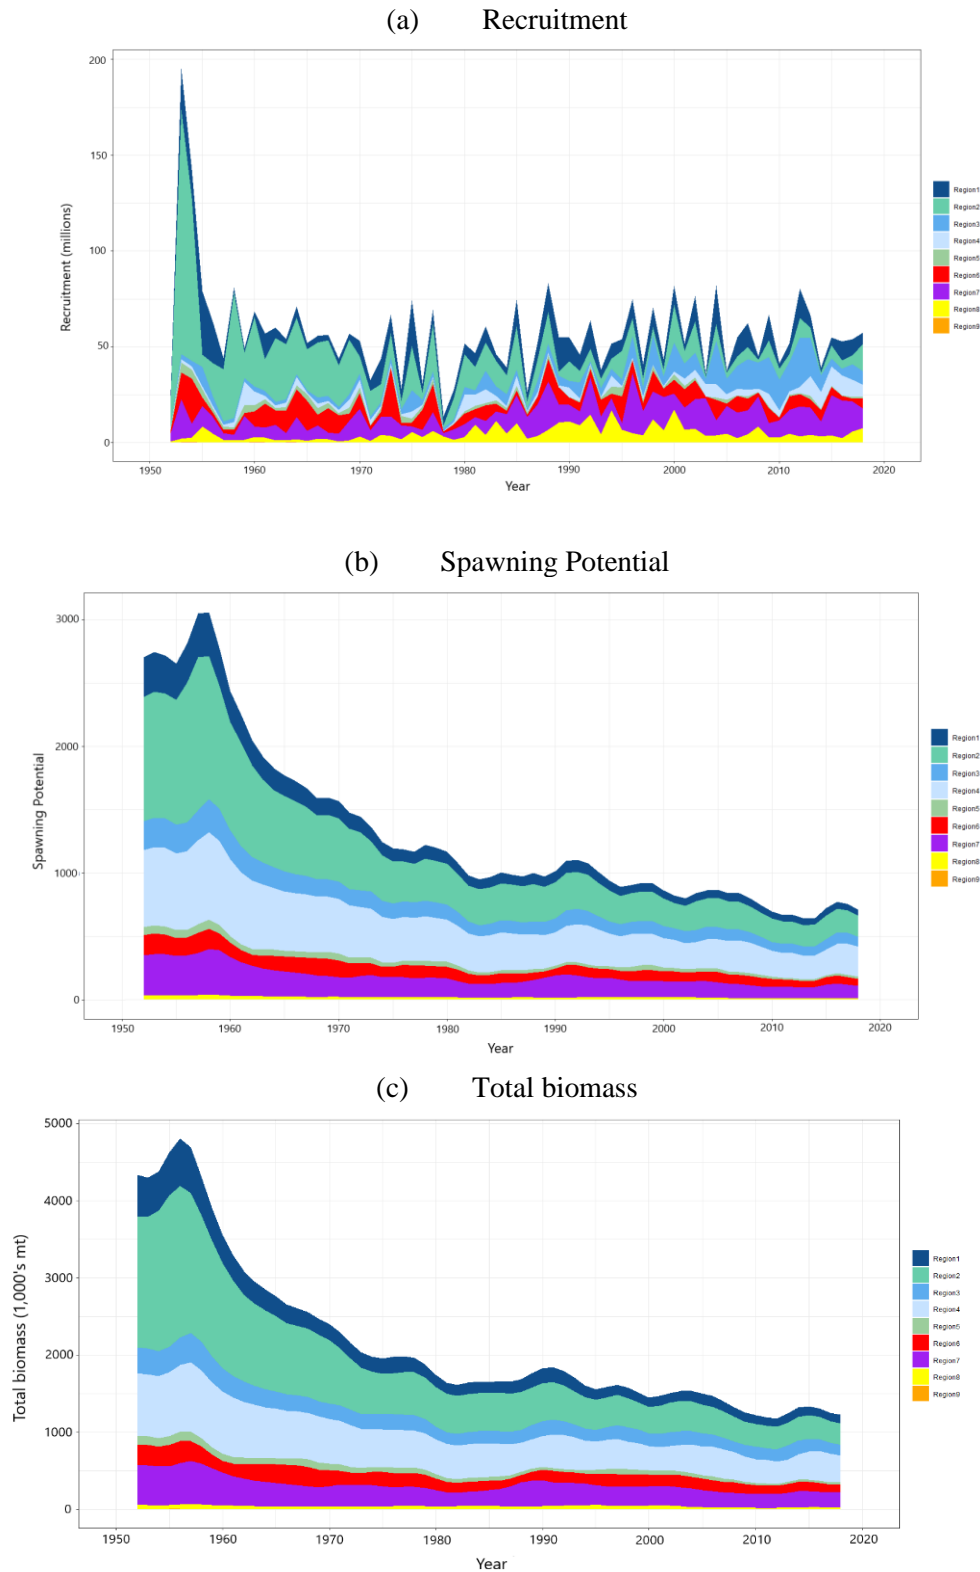 (a) Recruitment
200
150
100
50
0
Recruitment (millions)
1950 1960 1970 1980 1990 2000 2010 2020
Year
Region1
Region2
Region3
Region4
Region5
Region6
Region7
Region8
Region9
(b) Spawning Potential
3000
2000
1000
0
Spawning Potential
1950 1960 1970 1980 1990 2000 2010 2020
Year
Region1
Region2
Region3
Region4
Region5
Region6
Region7
Region8
Region9
(c) Total biomass
5000
4000
3000
2000
1000
0
Total biomass (1,000's mt)
1950 1960 1970 1980 1990 2000 2010 2020
Year
Region1
Region2
Region3
Region4
Region5
Region6
Region7
Region8
Region9